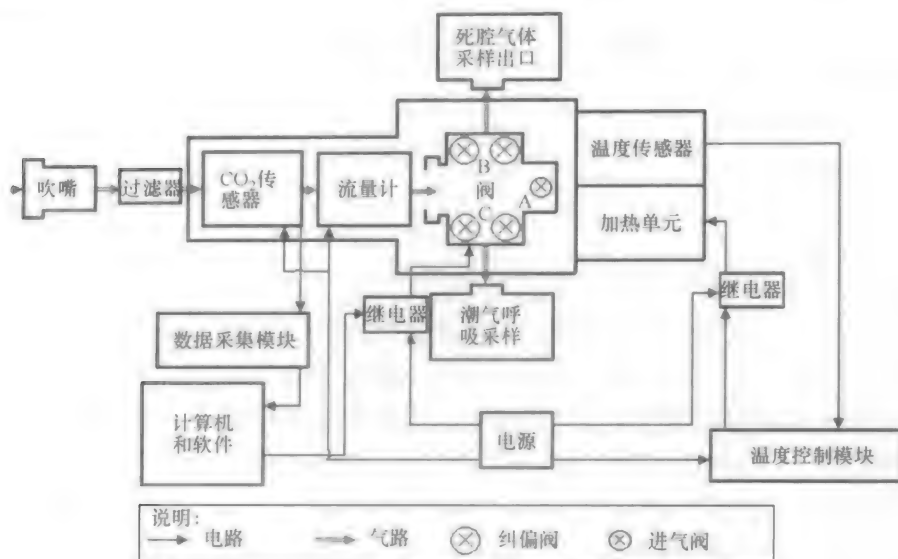 死腔气体
采样出口
温度传感器
吹嘴
过滤器
CO₂传
感器
流量计
B
阀
A
C
加热单元
继电器
继电器
潮气呼
吸采样
数据采集模块
计算机
和软件
电源
温度控制模块
说明:
电路
气路
纠偏阀
进气阀